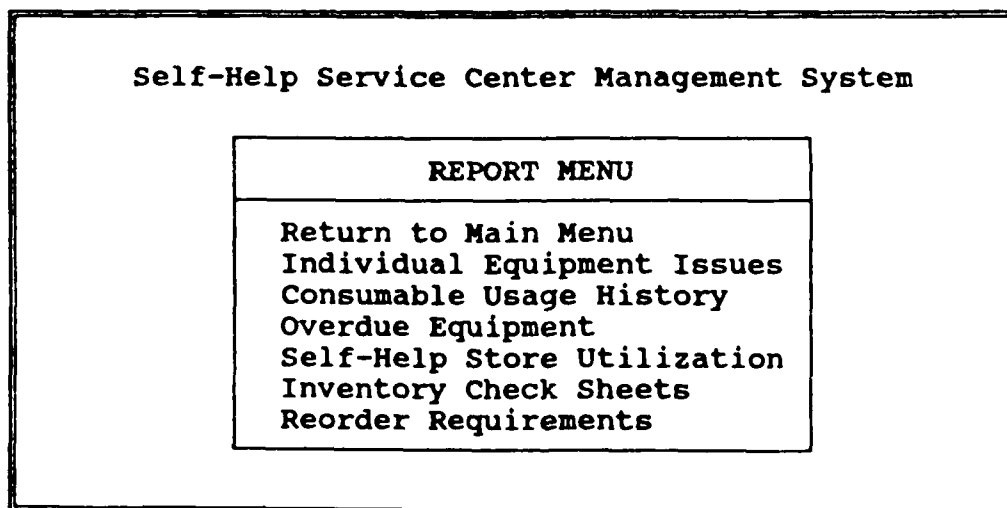 Self-Help Service Center Management System
REPORT MENU
Return to Main Menu
Individual Equipment Issues
Consumable Usage History
Overdue Equipment
Self-Help Store Utilization
Inventory Check Sheets
Reorder Requirements